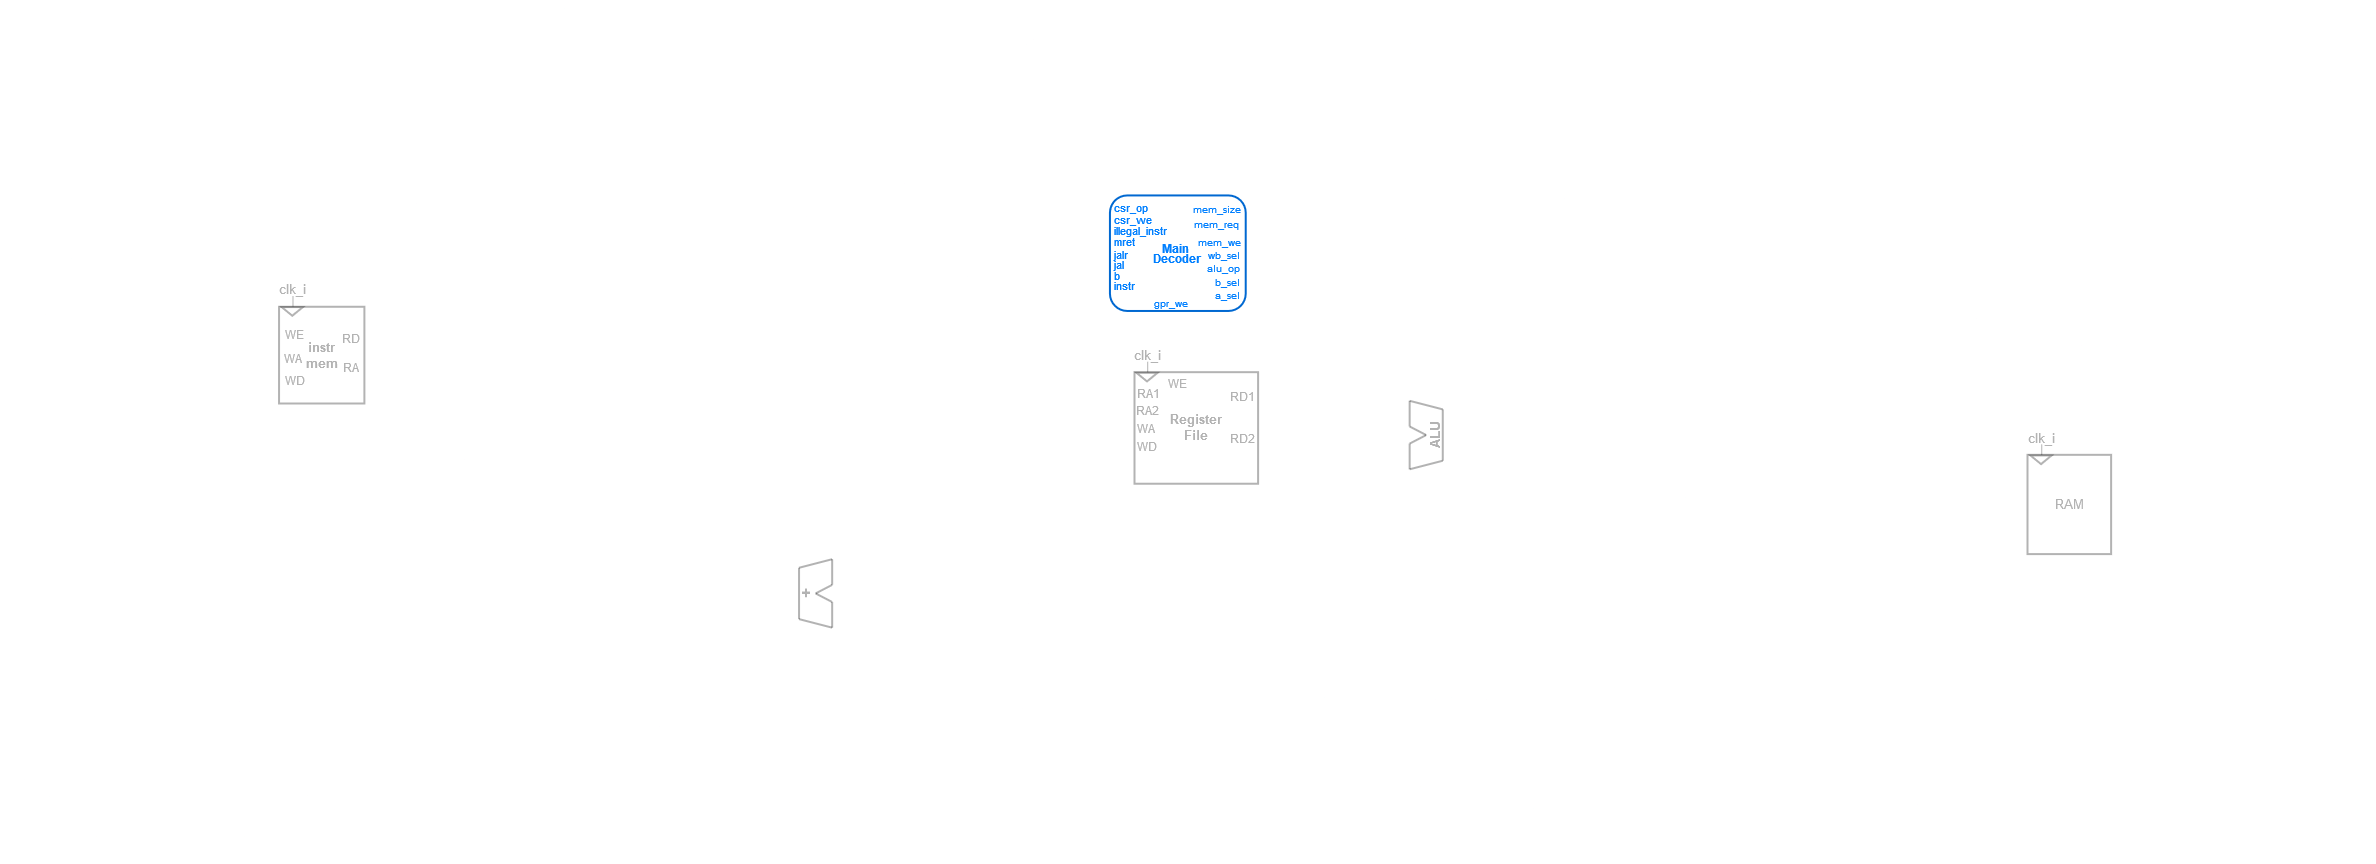 clk_i
WE
WA
WD
instr
mem
RD
RA
csr_op
csr_we
illegal_instr
mret
jalr
jal
b
instr
Main
Decoder
mem_size
mem_req
mem_we
wb_sel
alu_op
b_sel
a_sel
gpr_we
clk_i
WE
RA1
RA2
WA
WD
Register
File
RD1
RD2
ALU
+
clk_i
RAM